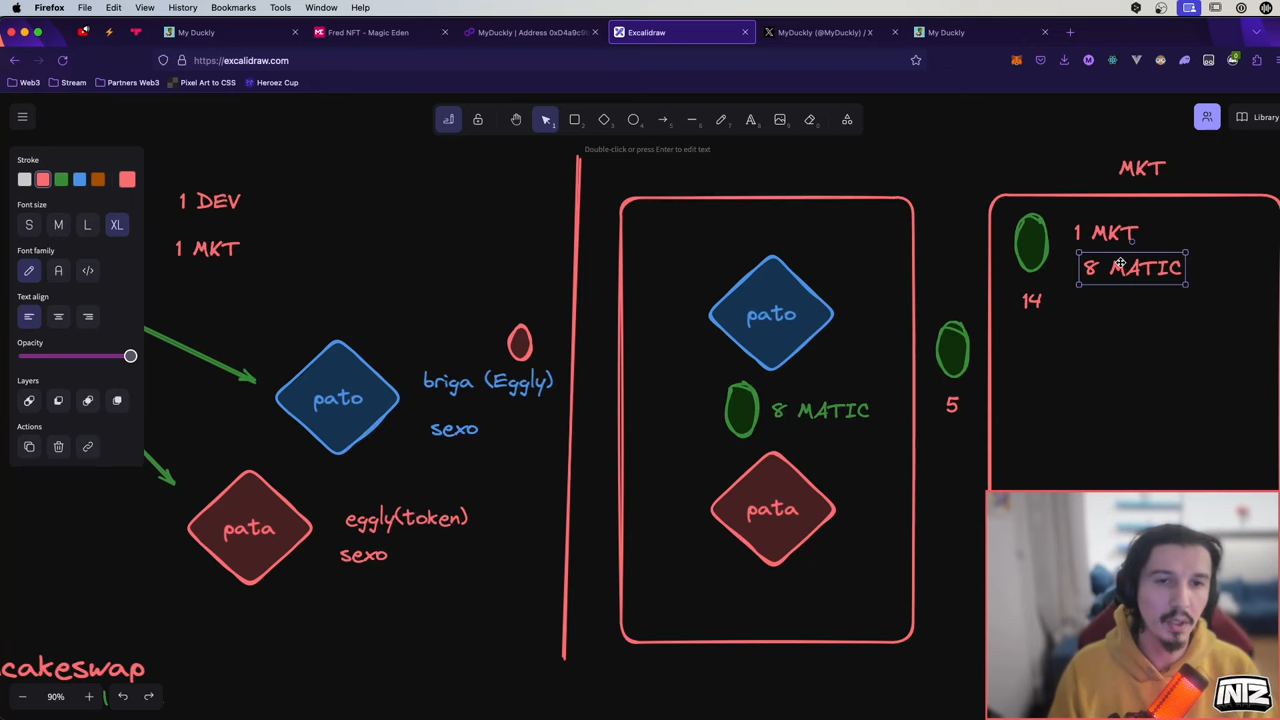 Firefox File Edit View History Bookmarks Tools Window Help
My Duckly
Fred NFT - Magic Eden
MyDuckly | Address 0xD4a9c9
Excalidraw
MyDuckly (@MyDuckly) / X
My Duckly
https://excalidraw.com
Web3 Stream Partners Web3 Pixel Art to CSS Heroez Cup
Library
Double-click or press Enter to edit text
Stroke
Font size
S M L XL
Font family
Text align
Opacity
Layers
Actions
1 DEV
1 MKT
pato
briga (Eggly)
sexo
pata
eggly(token)
sexo
cakeswap
pato
8 MATIC
pata
5
MKT
1 MKT
8 MATIC
14
90%
INTZ